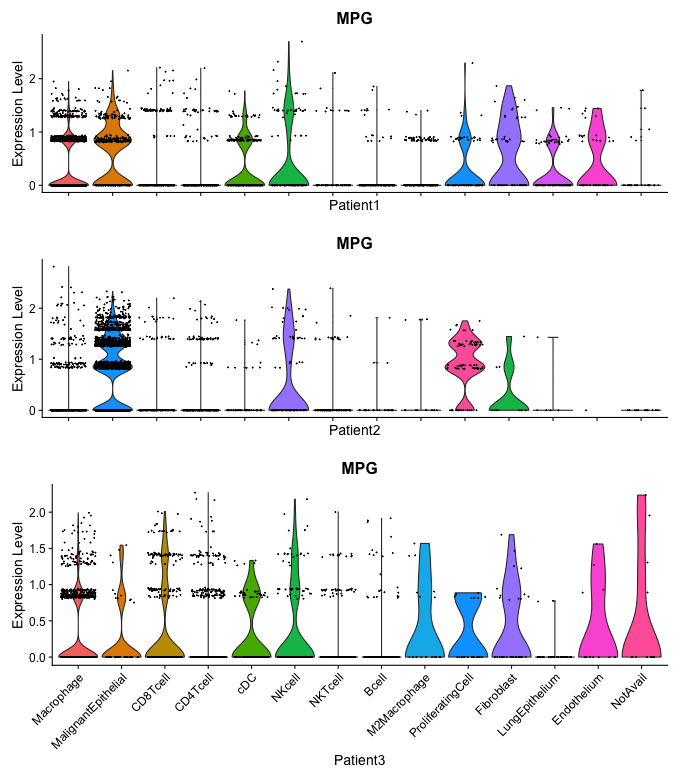 MPG
Expression Level
2
1
0
Patient1
MPG
Expression Level
2
1
0
Patient2
MPG
Expression Level
2.0
1.5
1.0
0.5
0.0
Macrophage
MalignantEpithelial
CD8Tcell
CD4Tcell
cDC
NKcell
NKTcell
Bcell
M2Macrophage
ProliferatingCell
Fibroblast
LungEpithelium
Endothelium
NotAvail
Patient3